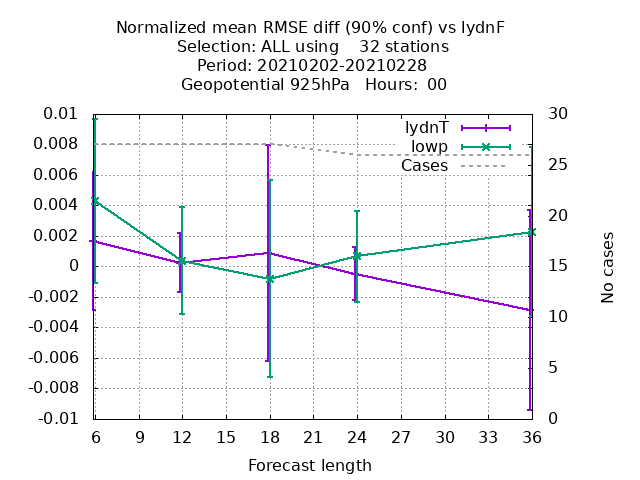 Normalized mean RMSE diff (90% conf) vs IydnF
Selection: ALL using    32 stations
Period: 20210202-20210228
Geopotential 925hPa   Hours:  00
0.01
0.008
0.006
0.004
0.002
0
-0.002
-0.004
-0.006
-0.008
-0.01
30
25
20
15
10
5
0
IydnT
lowp
Cases
No cases
6 9 12 15 18 21 24 27 30 33 36
Forecast length